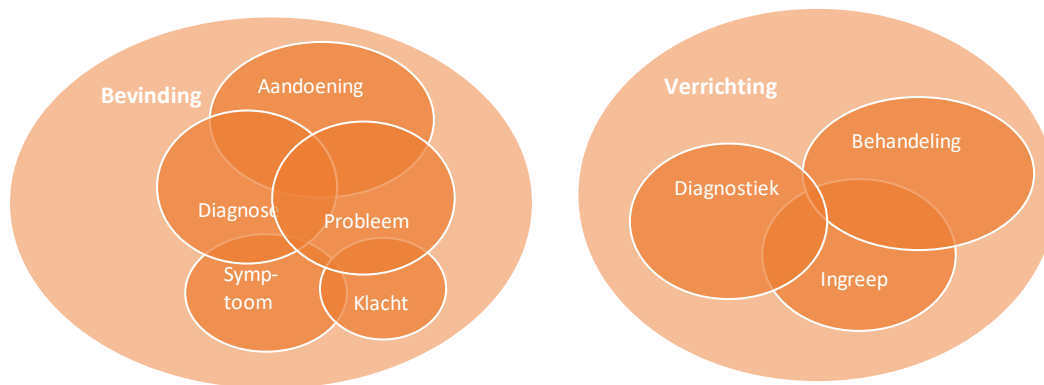 Bevinding
Aandoening
Diagnose
Probleem
Symp-
toom
Klacht
Verrichting
Behandeling
Diagnostiek
Ingreep